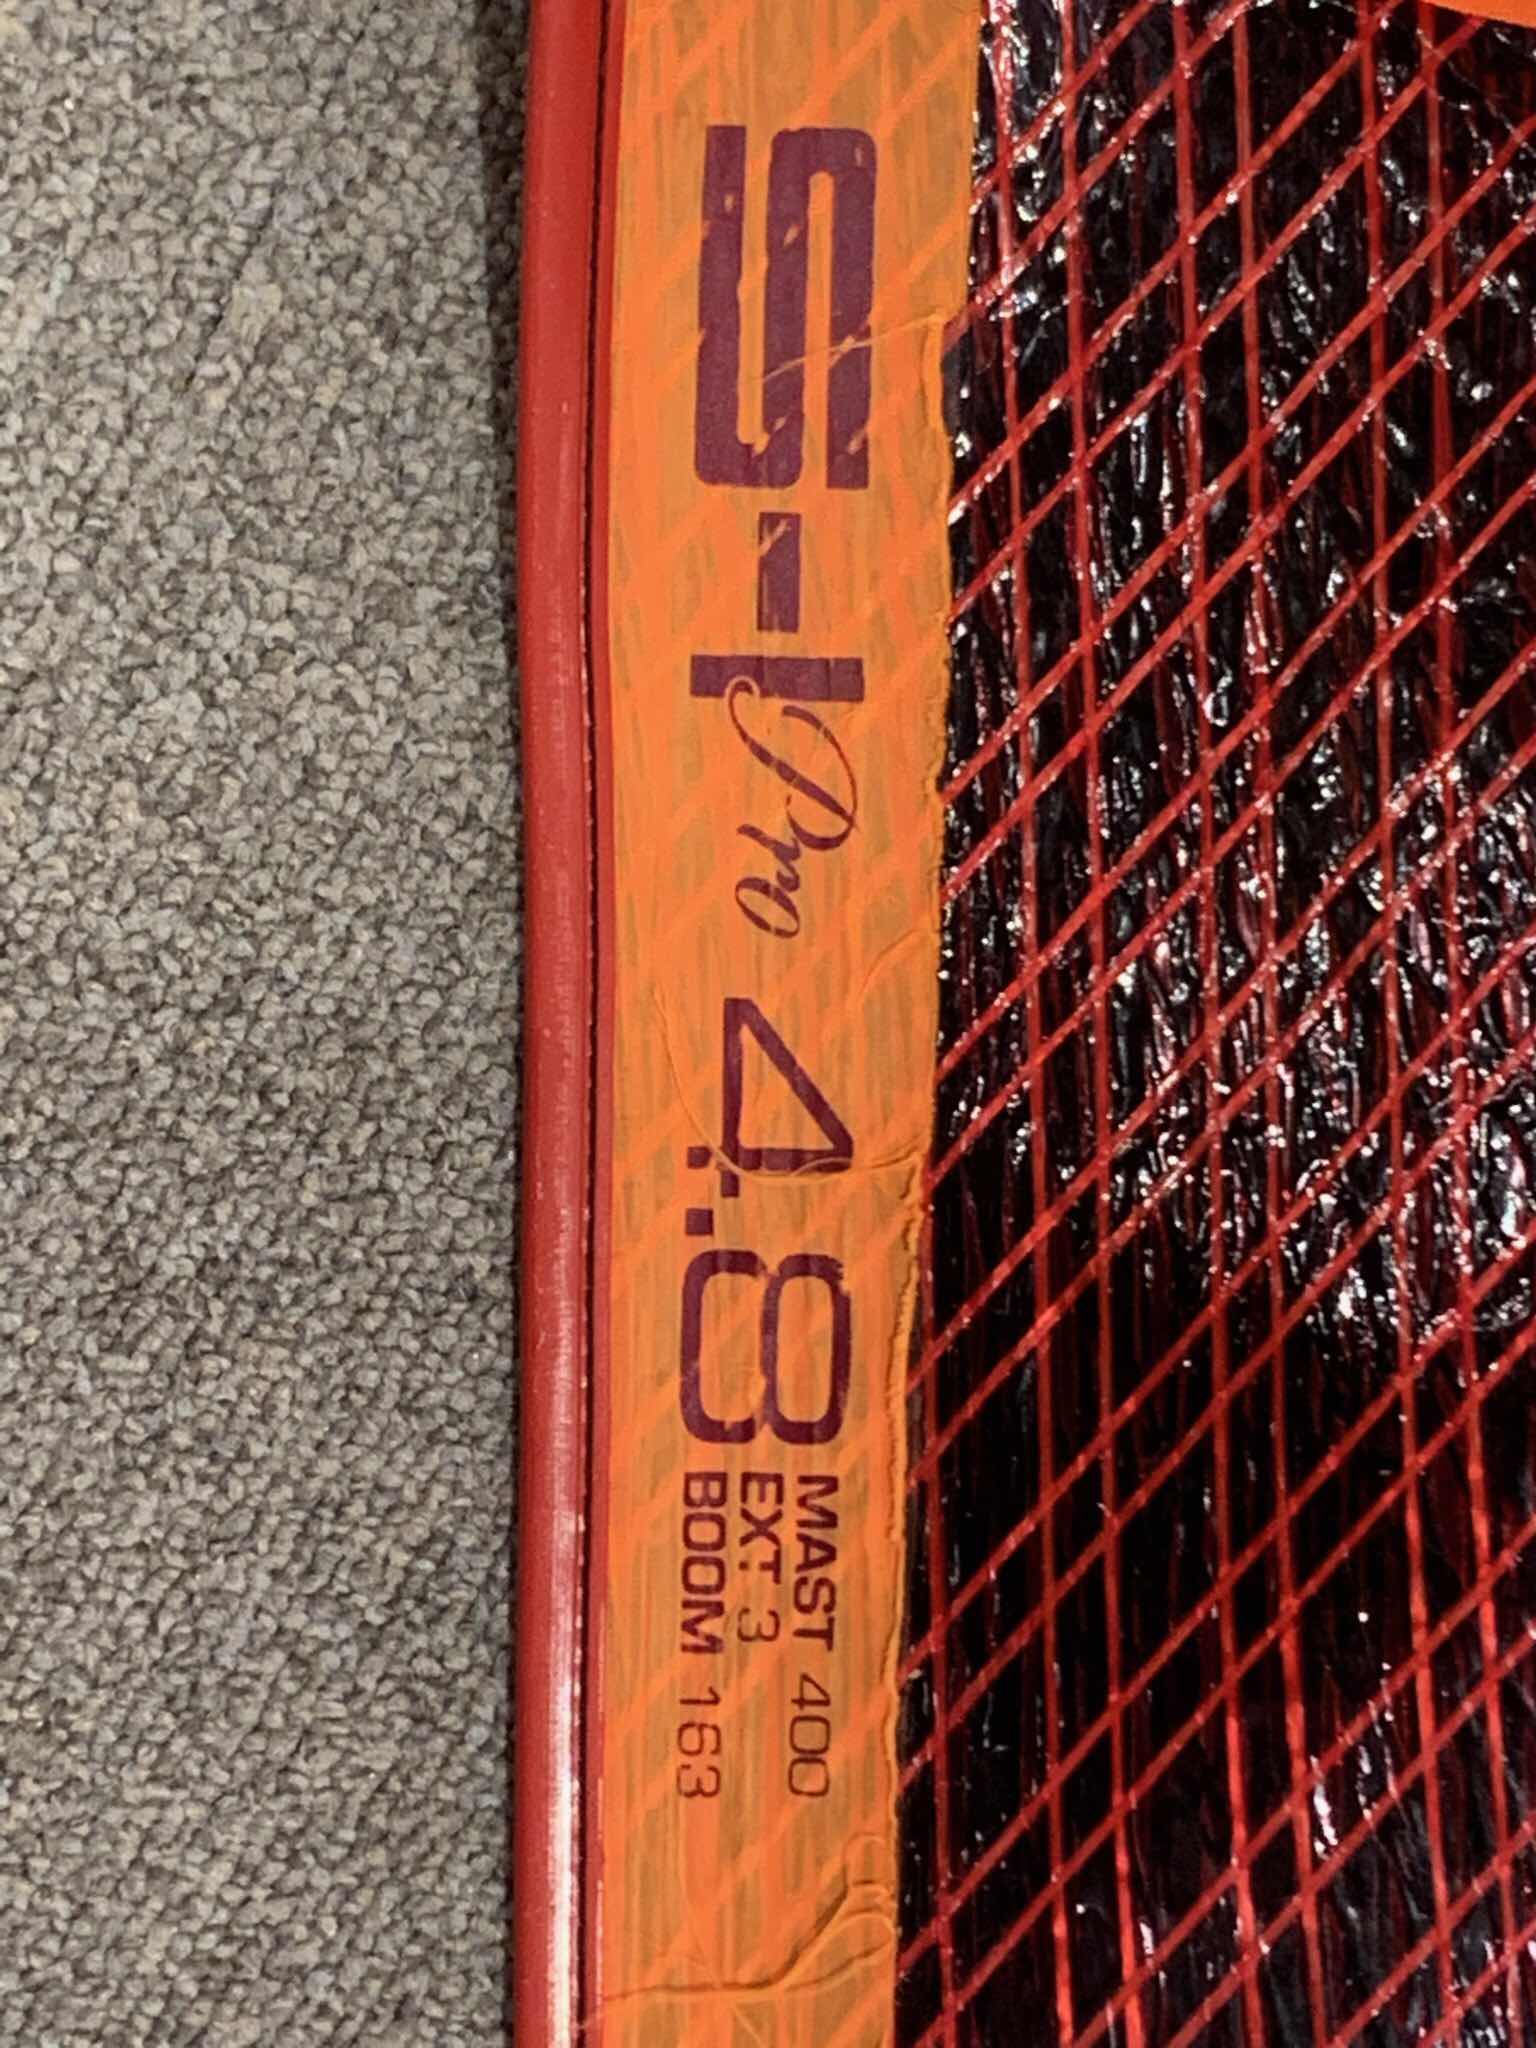 S-1 Pro 4.8
MAST 400
EXT. 3
BOOM 163